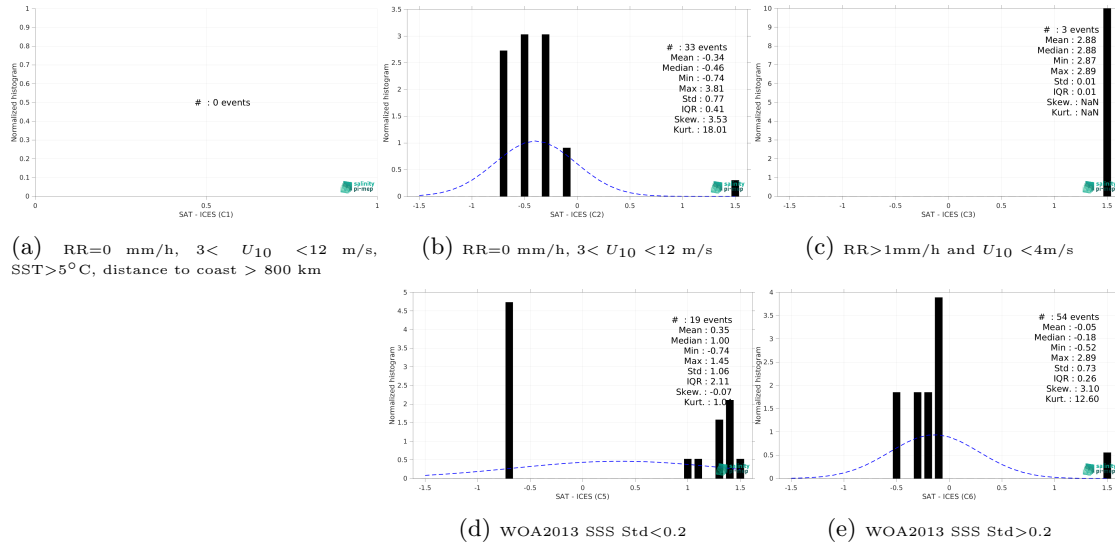 1
0.9
0.8
0.7
0.6
0.5
0.4
0.3
0.2
0.1
0
Normalized histogram
# : 0 events
salinity
pi-mep
0 0.5 1
SAT - ICES (C1)
(a) RR=0 mm/h, 3< U10 <12 m/s,
SST>5°C, distance to coast > 800 km
3.5
3
2.5
2
1.5
1
0.5
0
Normalized histogram
# : 33 events
Mean : -0.34
Median : -0.46
Min : -0.74
Max : 3.81
Std : 0.77
IQR : 0.41
Skew. : 3.53
Kurt. : 18.01
salinity
pi-mep
-1.5 -1 -0.5 0 0.5 1 1.5
SAT - ICES (C2)
(b) RR=0 mm/h, 3< U10 <12 m/s
10
9
8
7
6
5
4
3
2
1
0
Normalized histogram
# : 3 events
Mean : 2.88
Median : 2.88
Min : 2.87
Max : 2.89
Std : 0.01
IQR : 0.01
Skew. : NaN
Kurt. : NaN
salinity
pi-mep
-1.5 -1 -0.5 0 0.5 1 1.5
SAT - ICES (C3)
(c) RR>1mm/h and U10 <4m/s
5
4.5
4
3.5
3
2.5
2
1.5
1
0.5
0
Normalized histogram
# : 19 events
Mean : 0.35
Median : 1.00
Min : -0.74
Max : 1.45
Std : 1.06
IQR : 2.11
Skew. : -0.07
Kurt. :
-1.5 -1 -0.5 0 0.5 1 1.5
SAT - ICES (C5)
(d) WOA2013 SSS Std<0.2
4
3.5
3
2.5
2
1.5
1
0.5
0
Normalized histogram
# : 54 events
Mean : -0.05
Median : -0.18
Min : -0.52
Max : 2.89
Std : 0.73
IQR : 0.26
Skew. : 3.10
Kurt. : 12.60
salinity
pi-mep
-1.5 -1 -0.5 0 0.5 1 1.5
SAT - ICES (C6)
(e) WOA2013 SSS Std>0.2